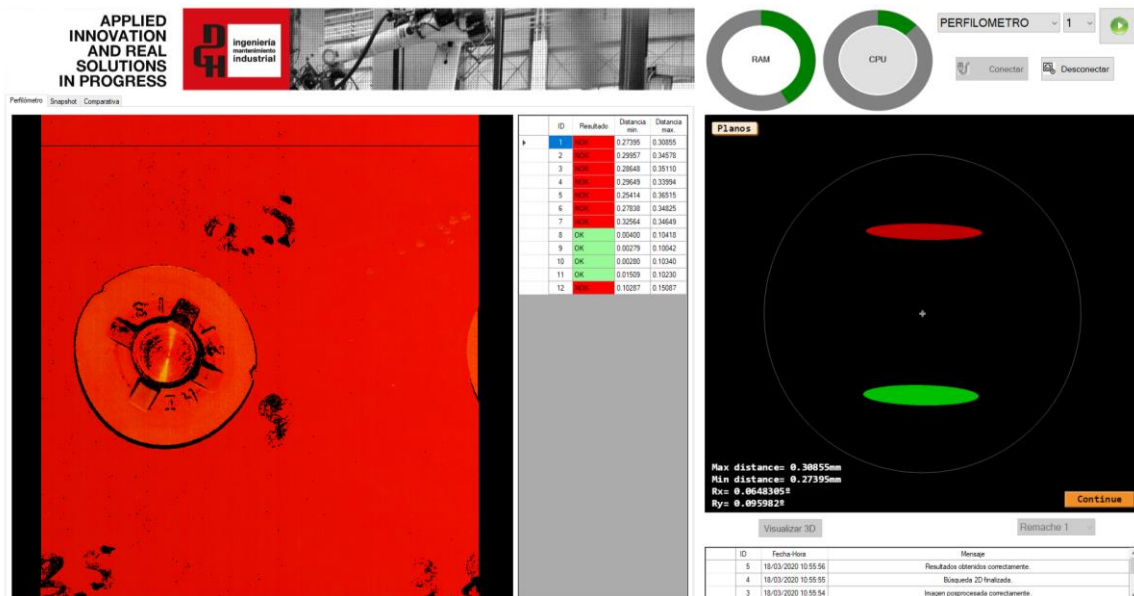 APPLIED
INNOVATION
AND REAL
SOLUTIONS
IN PROGRESS
DGH
ingeniería
mantenimiento
industrial
RAM
CPU
PERFILOMETRO 1
Conectar Desconectar
Perfilómetro Snapshot Comparativa
ID Resultado Distancia min. Distancia max.
1 NOK 0.27395 0.30855
2 NOK 0.29957 0.34578
3 NOK 0.28648 0.35110
4 NOK 0.29649 0.33994
5 NOK 0.25414 0.36515
6 NOK 0.27838 0.34825
7 NOK 0.32564 0.34649
8 OK 0.00400 0.10418
9 OK 0.00279 0.10042
10 OK 0.00280 0.10340
11 OK 0.01509 0.10230
12 NOK 0.10287 0.15087
Planos
Max distance= 0.30855mm
Min distance= 0.27395mm
Rx= 0.0648305º
Ry= 0.095982º
Continue
Visualizar 3D
Remache 1
ID Fecha-Hora Mensaje
5 18/03/2020 10:55:56 Resultados obtenidos correctamente.
4 18/03/2020 10:55:55 Búsqueda 2D finalizada.
3 18/03/2020 10:55:54 Imagen posprocesada correctamente.